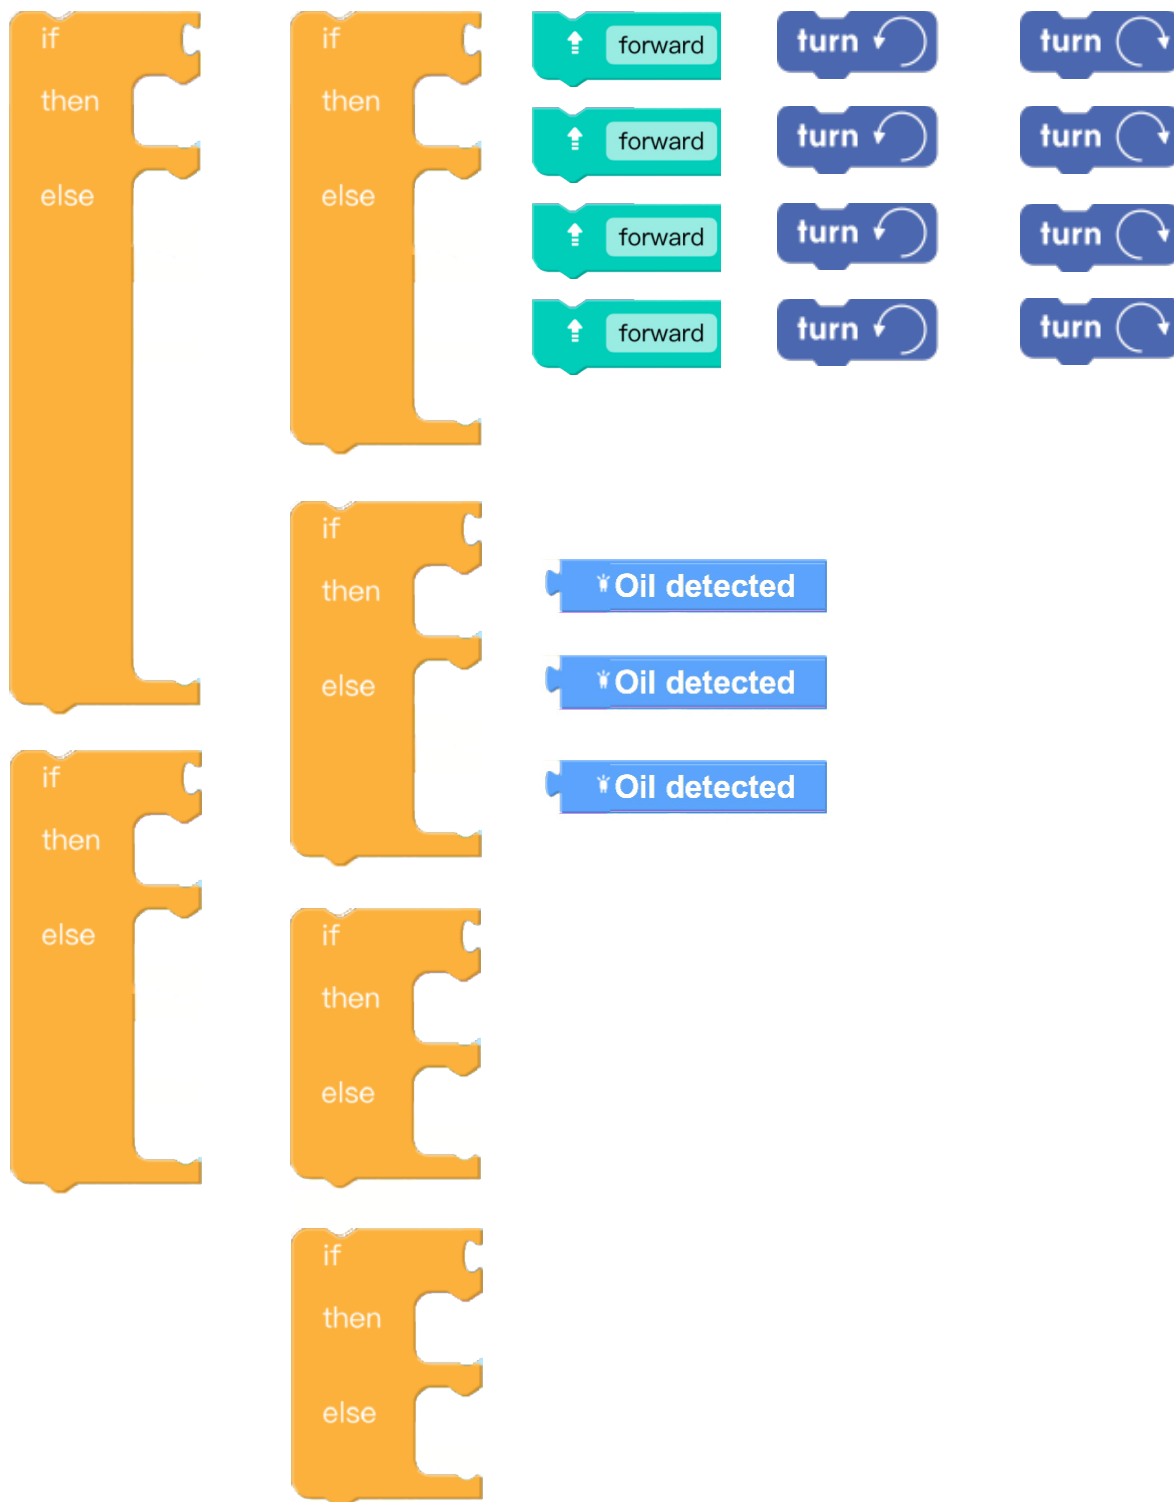 if
then
else
if
then
else
if
then
else
if
then
else
if
then
else
if
then
else
forward
forward
forward
forward
turn
turn
turn
turn
turn
turn
turn
turn
Oil detected
Oil detected
Oil detected